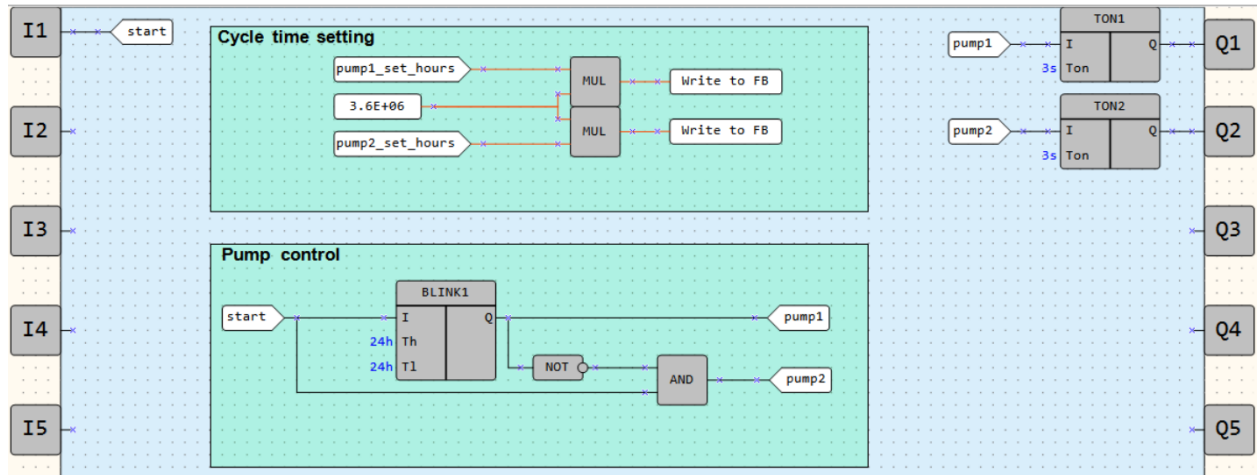 I1
start
Cycle time setting
pump1_set_hours
MUL
Write to FB
3.6E+06
MUL
Write to FB
pump2_set_hours
pump1
TON1
I Q
3s Ton
Q1
I2
pump2
TON2
I Q
3s Ton
Q2
I3
Q3
Pump control
BLINK1
start
I Q
24h Th
24h Tl
pump1
NOT
AND
pump2
I4
Q4
I5
Q5